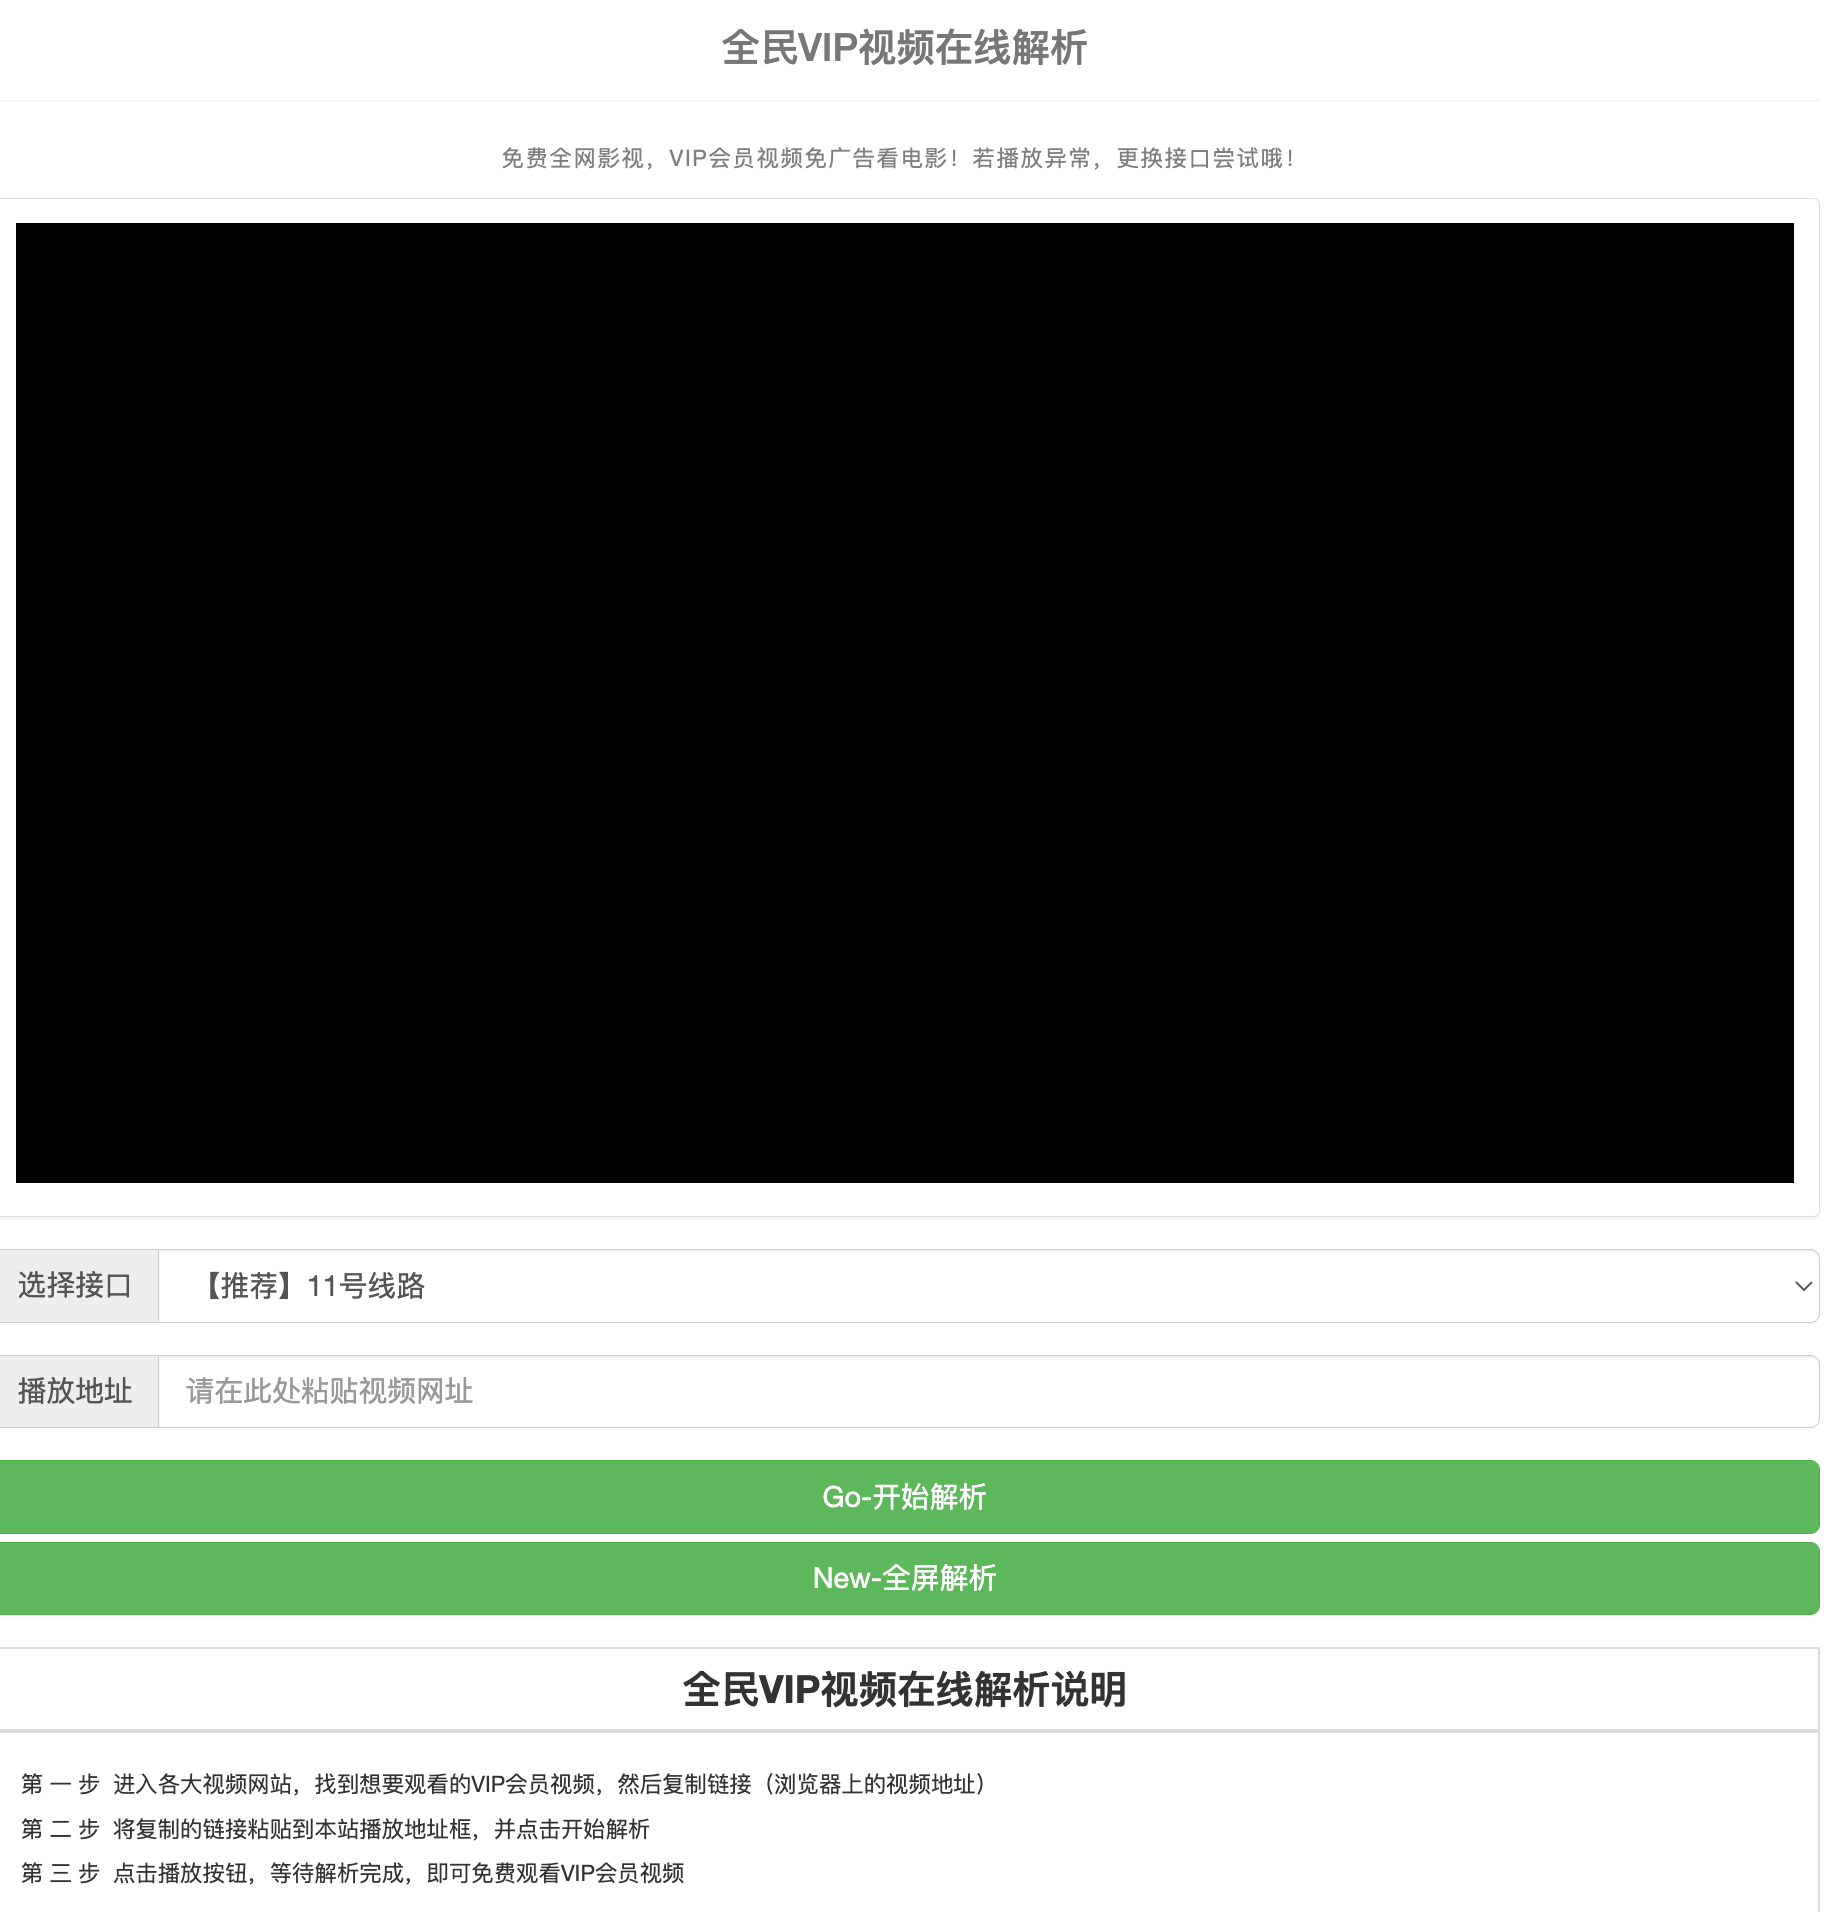 全民VIP视频在线解析
免费全网影视，VIP会员视频免广告看电影！若播放异常，更换接口尝试哦！
选择接口 【推荐】11号线路
播放地址 请在此处粘贴视频网址
Go-开始解析
New-全屏解析
全民VIP视频在线解析说明
第 一 步 进入各大视频网站，找到想要观看的VIP会员视频，然后复制链接（浏览器上的视频地址）
第 二 步 将复制的链接粘贴到本站播放地址框，并点击开始解析
第 三 步 点击播放按钮，等待解析完成，即可免费观看VIP会员视频